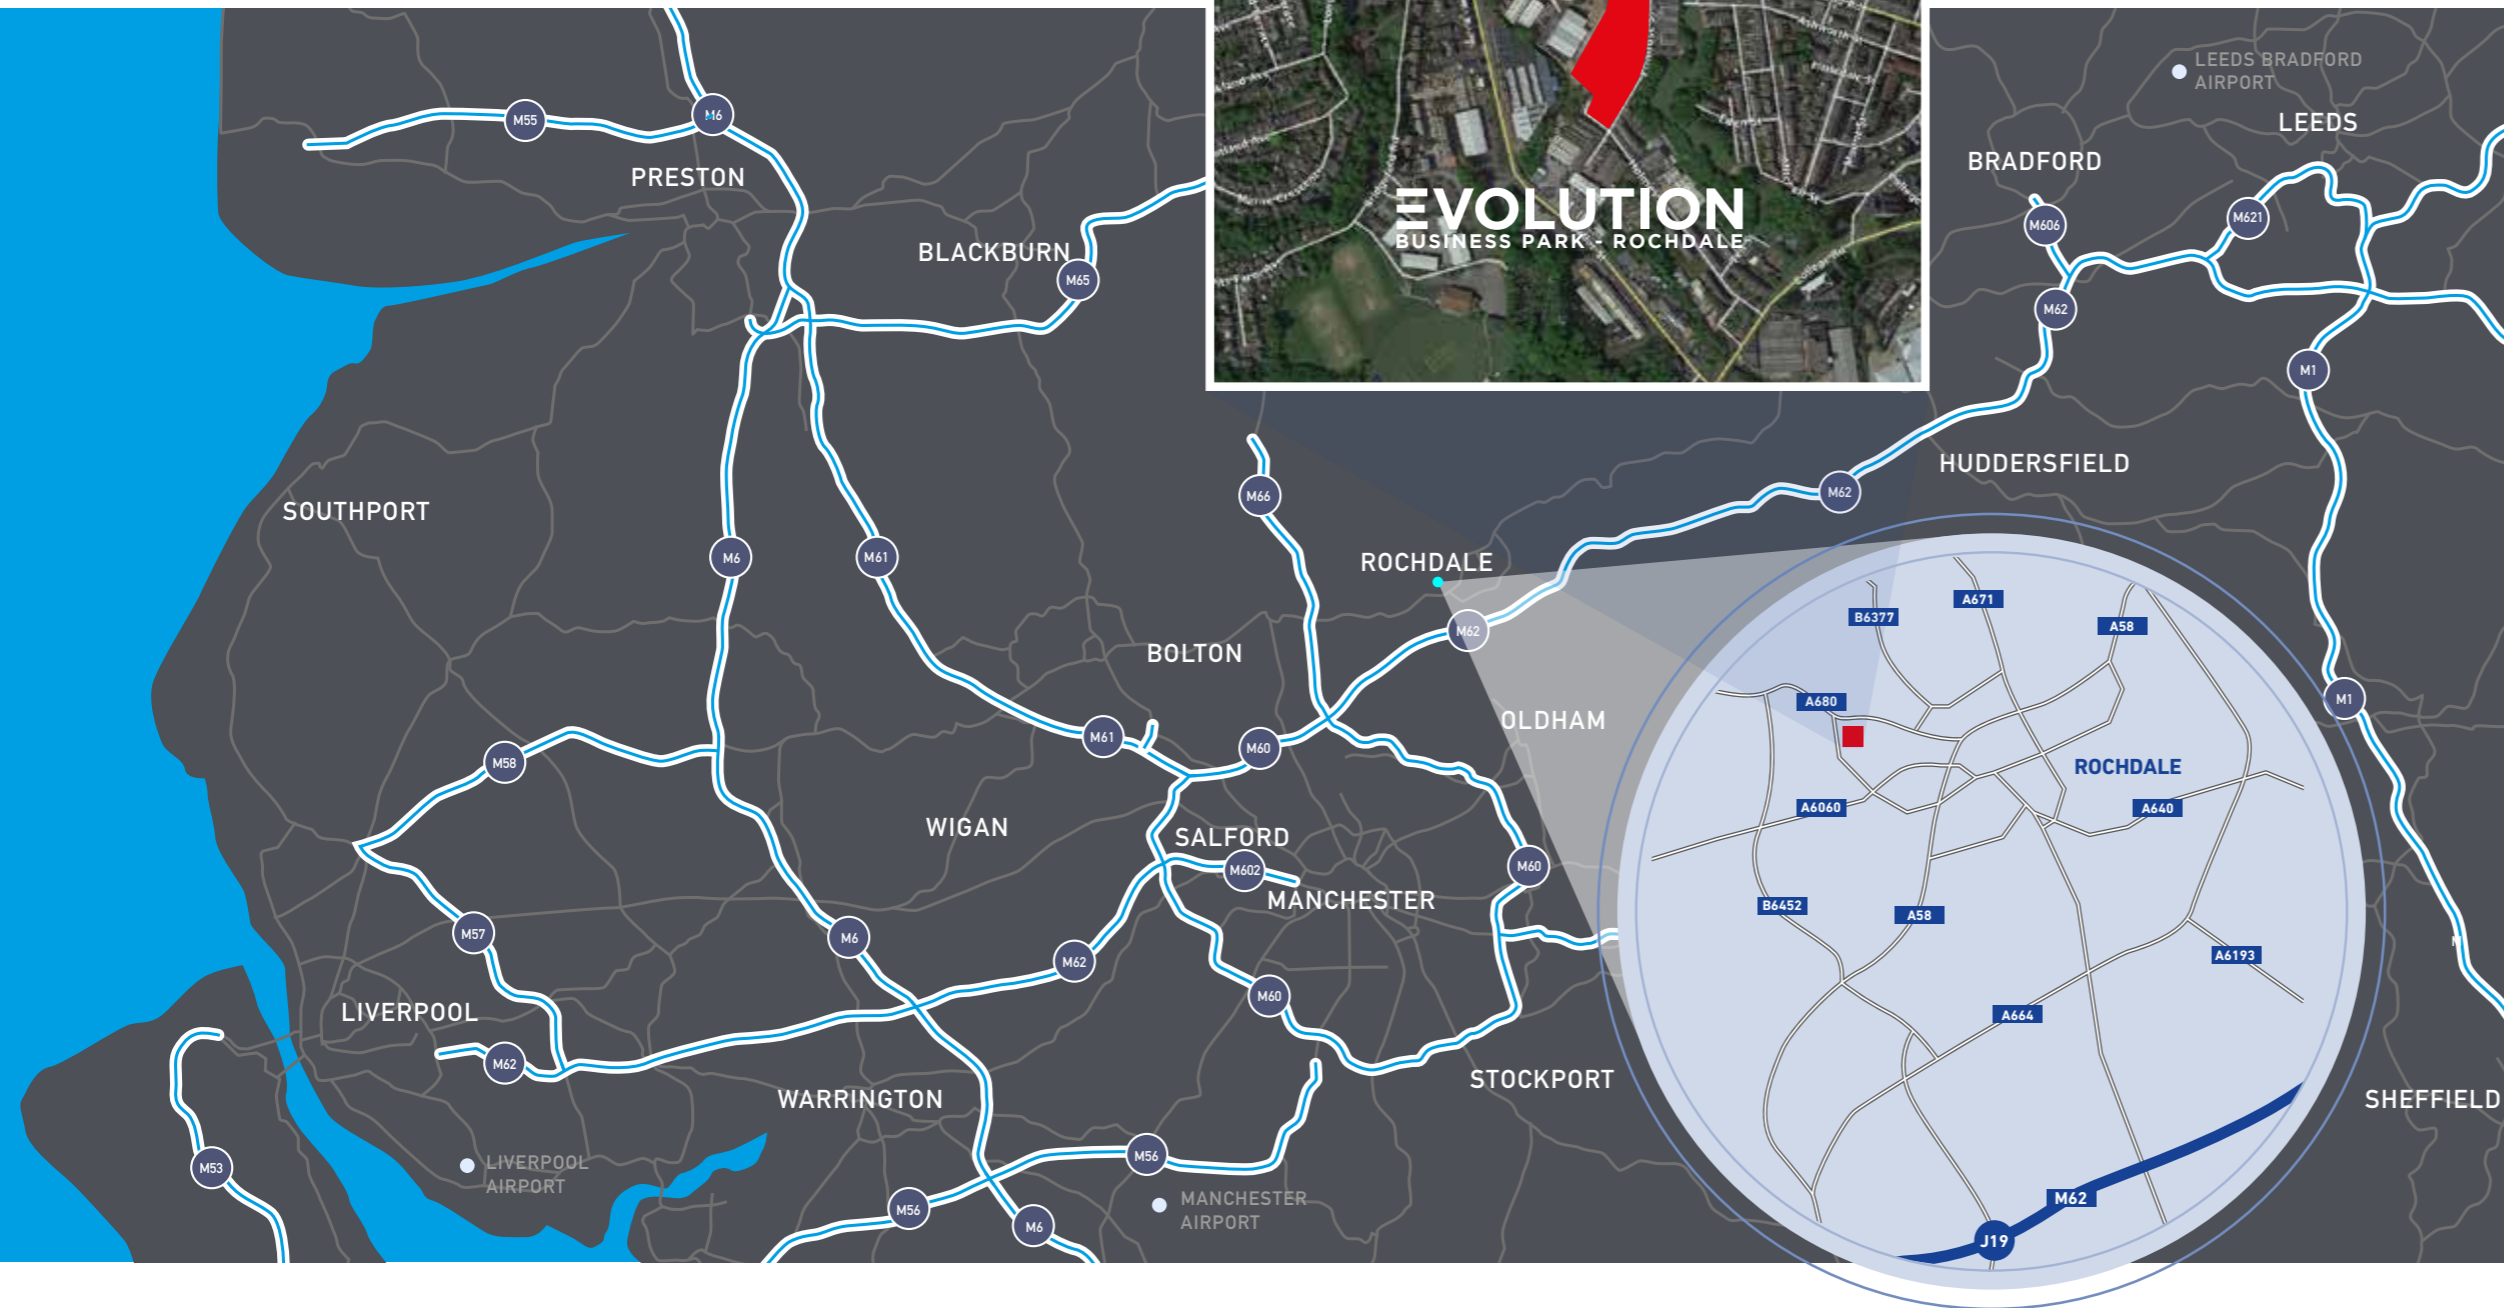 LEEDS BRADFORD
AIRPORT
LEEDS
BRADFORD
M55
M6
PRESTON
EVOLUTION
BUSINESS PARK - ROCHDALE
M606
M621
BLACKBURN
M65
M62
M1
HUDDERSFIELD
SOUTHPORT
M66
M62
M6
M61
ROCHDALE
M62
BOLTON
A671
B6377
A58
A680
M1
OLDHAM
M61
M60
M58
ROCHDALE
A6060
A640
WIGAN
SALFORD
M602
M60
MANCHESTER
B6452
A58
M57
M6
M62
A6193
M60
LIVERPOOL
A664
M62
STOCKPORT
WARRINGTON
SHEFFIELD
M53
LIVERPOOL
AIRPORT
M56
MANCHESTER
AIRPORT
M56
M6
M62
J19